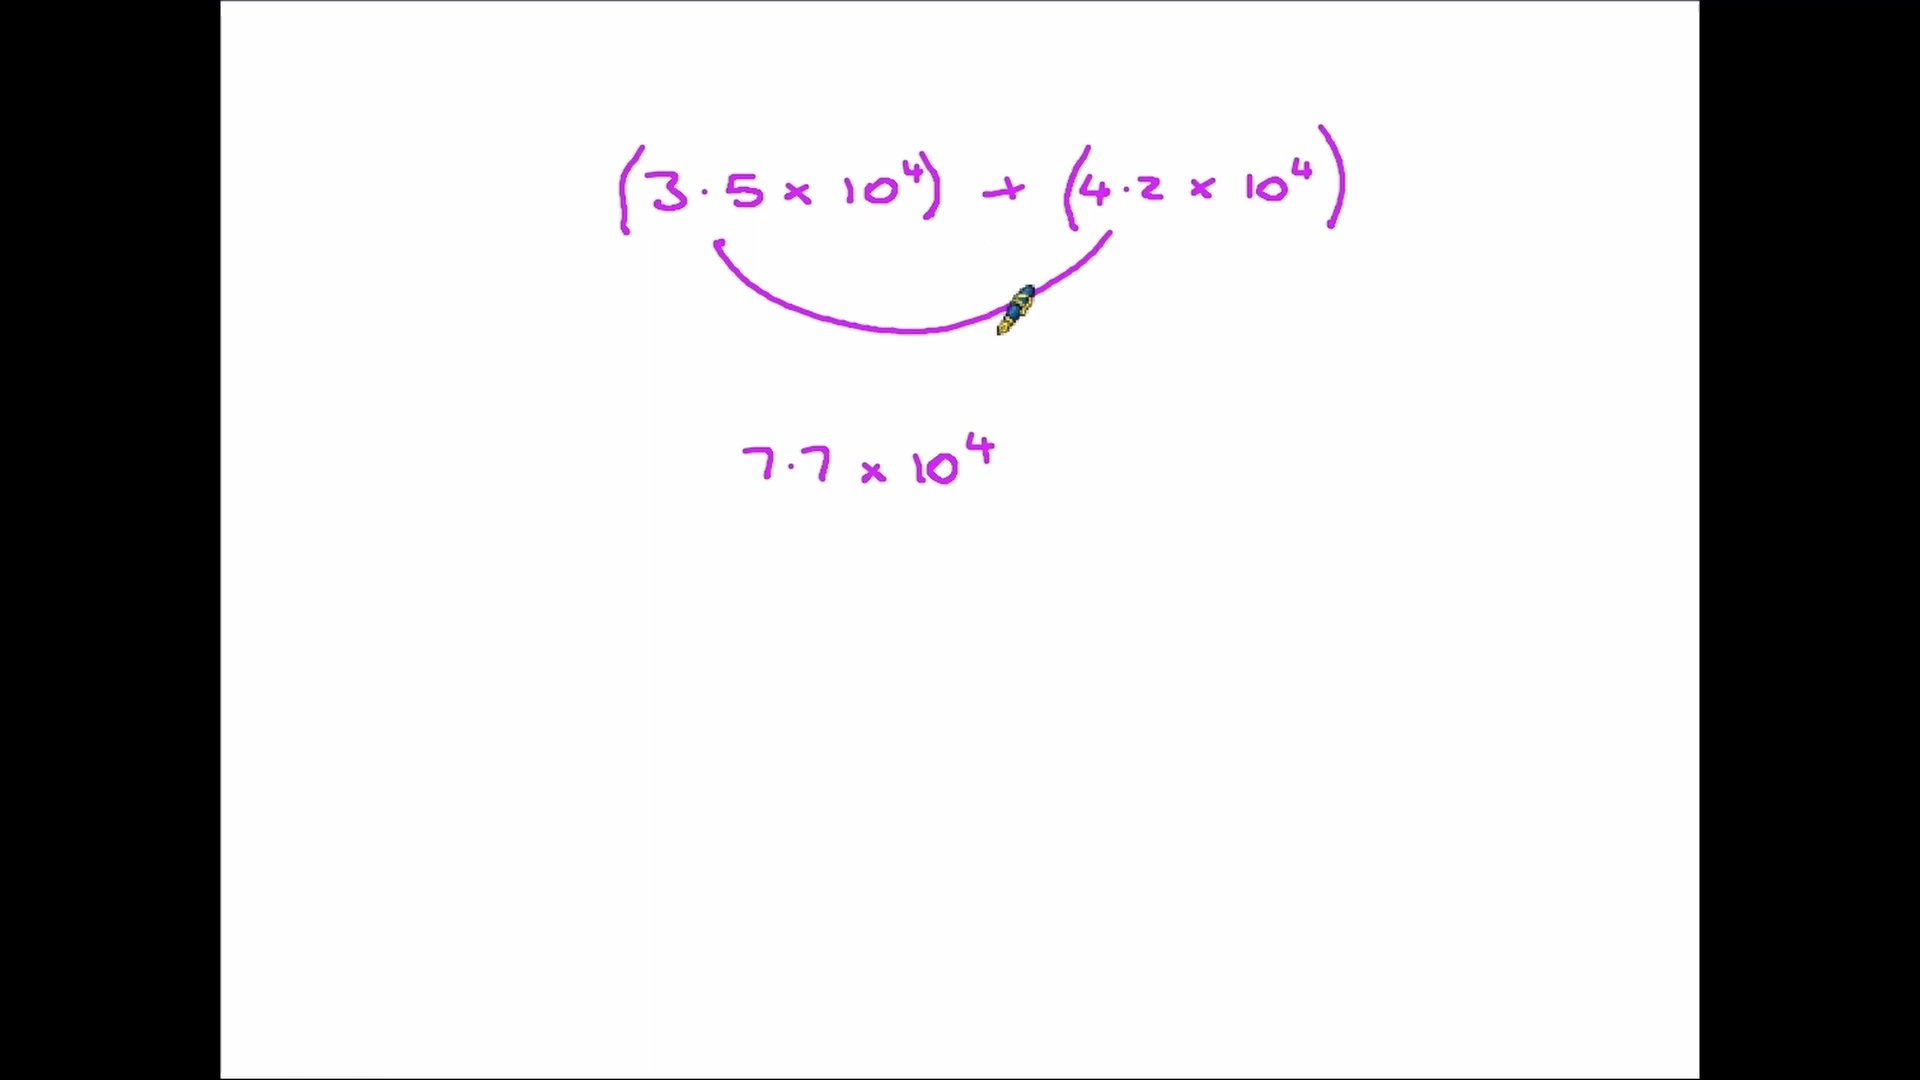 (3·5 × 10⁴) + (4·2 × 10⁴)
7·7 × 10⁴